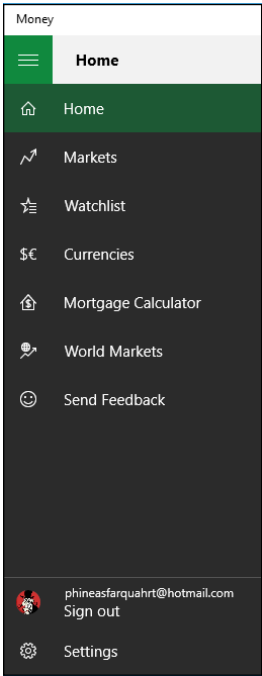 Money
Home
Home
Markets
Watchlist
$€ Currencies
Mortgage Calculator
World Markets
Send Feedback
phineasfarquahrt@hotmail.com
Sign out
Settings